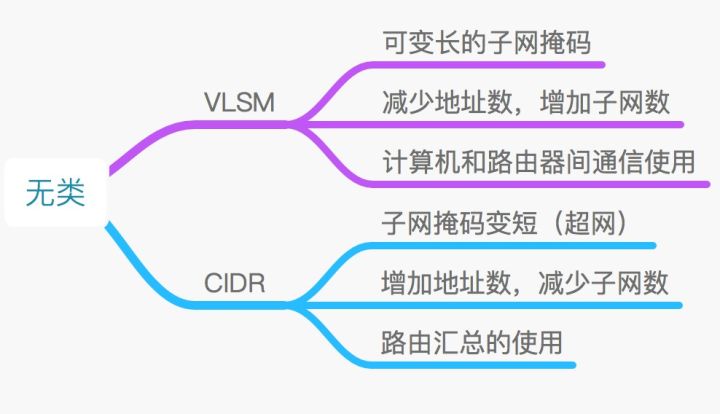 无类
VLSM
可变长的子网掩码
减少地址数，增加子网数
计算机和路由器间通信使用
CIDR
子网掩码变短（超网）
增加地址数，减少子网数
路由汇总的使用